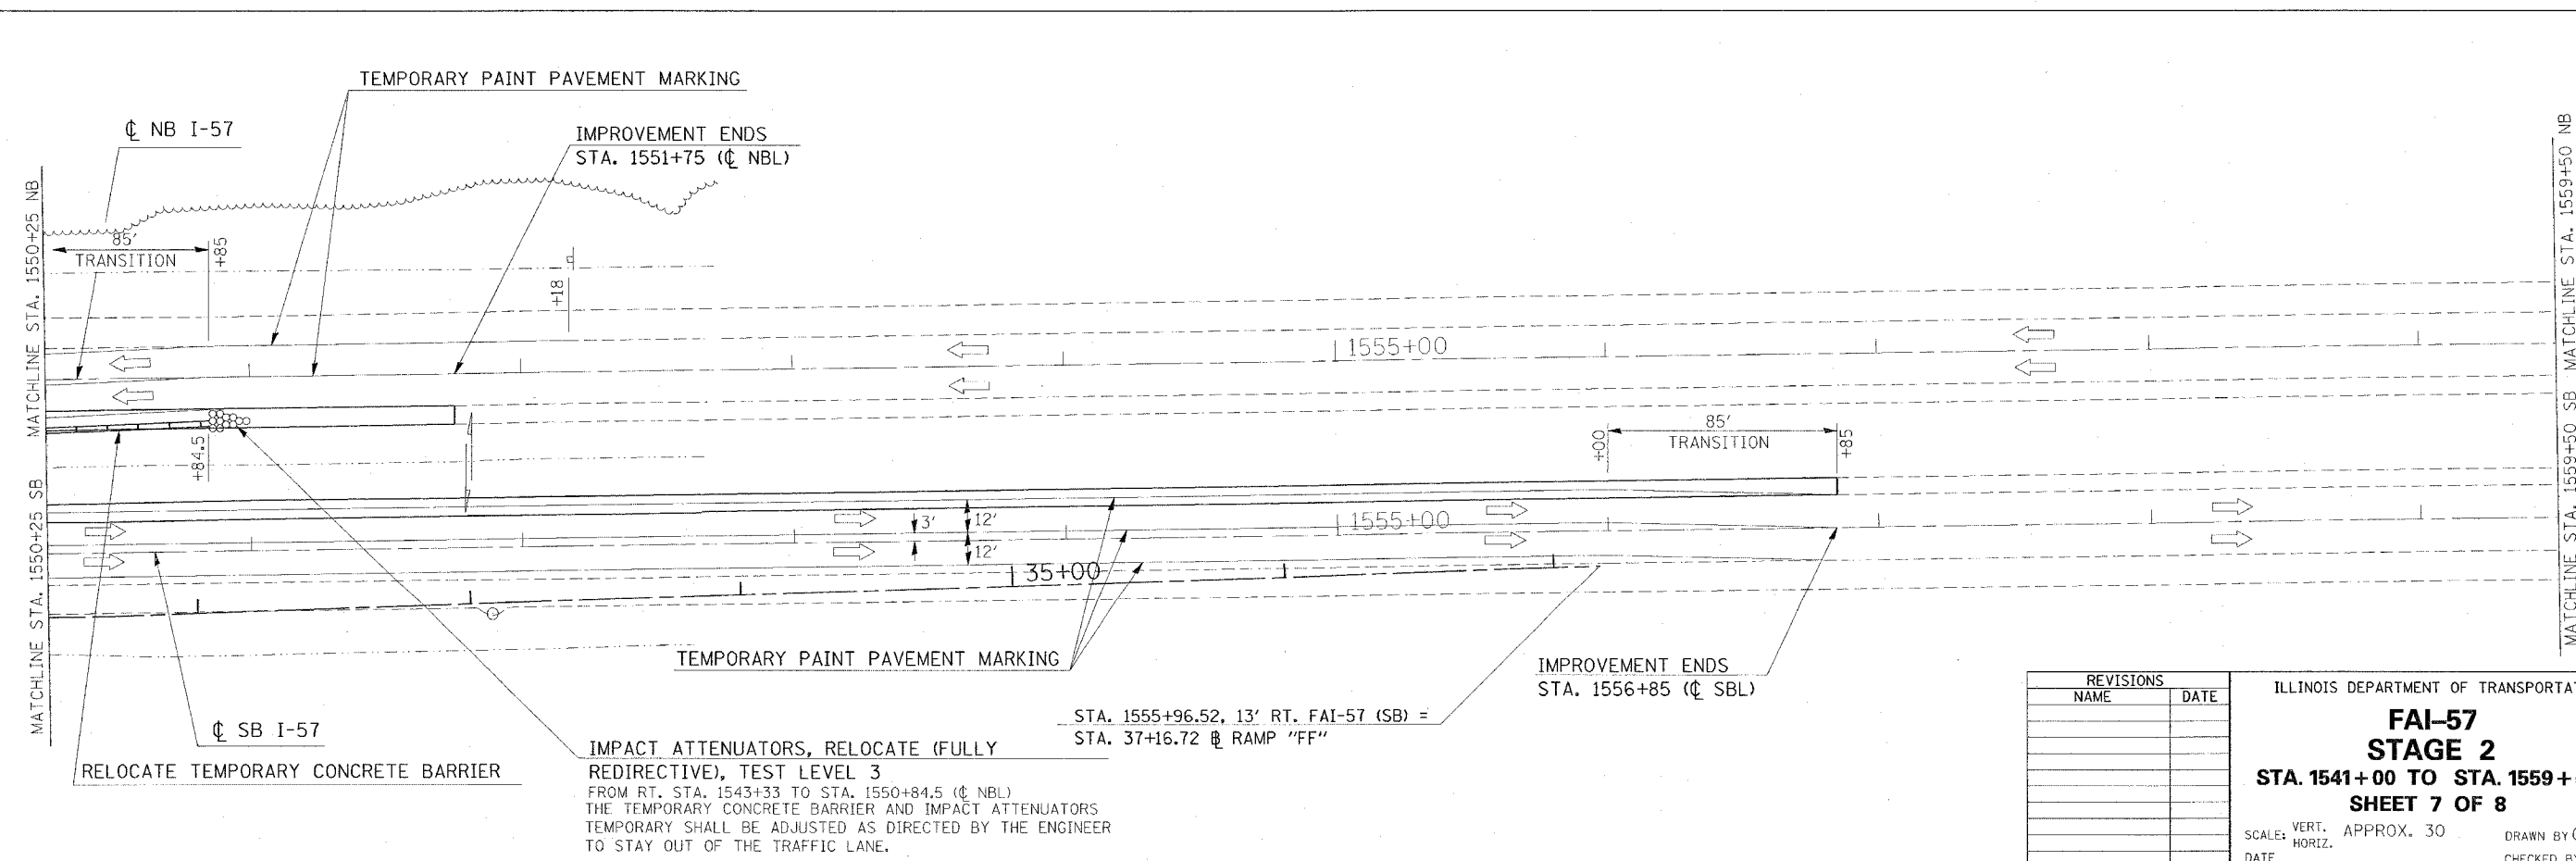 TEMPORARY PAINT PAVEMENT MARKING
℄ NB I-57
IMPROVEMENT ENDS
STA. 1551+75 (℄ NBL)
MATCHLINE STA. 1550+25 NB
85'
TRANSITION
+85
+18
1555+00
MATCHLINE STA. 1559+50 NB
+84.5
+00
85'
TRANSITION
+85
MATCHLINE STA. 1550+25 SB
3'
12'
12'
1555+00
35+00
MATCHLINE STA. 1559+50 SB
TEMPORARY PAINT PAVEMENT MARKING
IMPROVEMENT ENDS
STA. 1556+85 (℄ SBL)
STA. 1555+96.52, 13' RT. FAI-57 (SB) =
STA. 37+16.72 ⅊ RAMP "FF"
℄ SB I-57
RELOCATE TEMPORARY CONCRETE BARRIER
IMPACT ATTENUATORS, RELOCATE (FULLY
REDIRECTIVE), TEST LEVEL 3
FROM RT. STA. 1543+33 TO STA. 1550+84.5 (℄ NBL)
THE TEMPORARY CONCRETE BARRIER AND IMPACT ATTENUATORS
TEMPORARY SHALL BE ADJUSTED AS DIRECTED BY THE ENGINEER
TO STAY OUT OF THE TRAFFIC LANE.
REVISIONS
NAME DATE
ILLINOIS DEPARTMENT OF TRANSPORTAT
FAI-57
STAGE 2
STA. 1541+00 TO STA. 1559+
SHEET 7 OF 8
SCALE: VERT. HORIZ. APPROX. 30
DRAWN BY
DATE
CHECKED BY